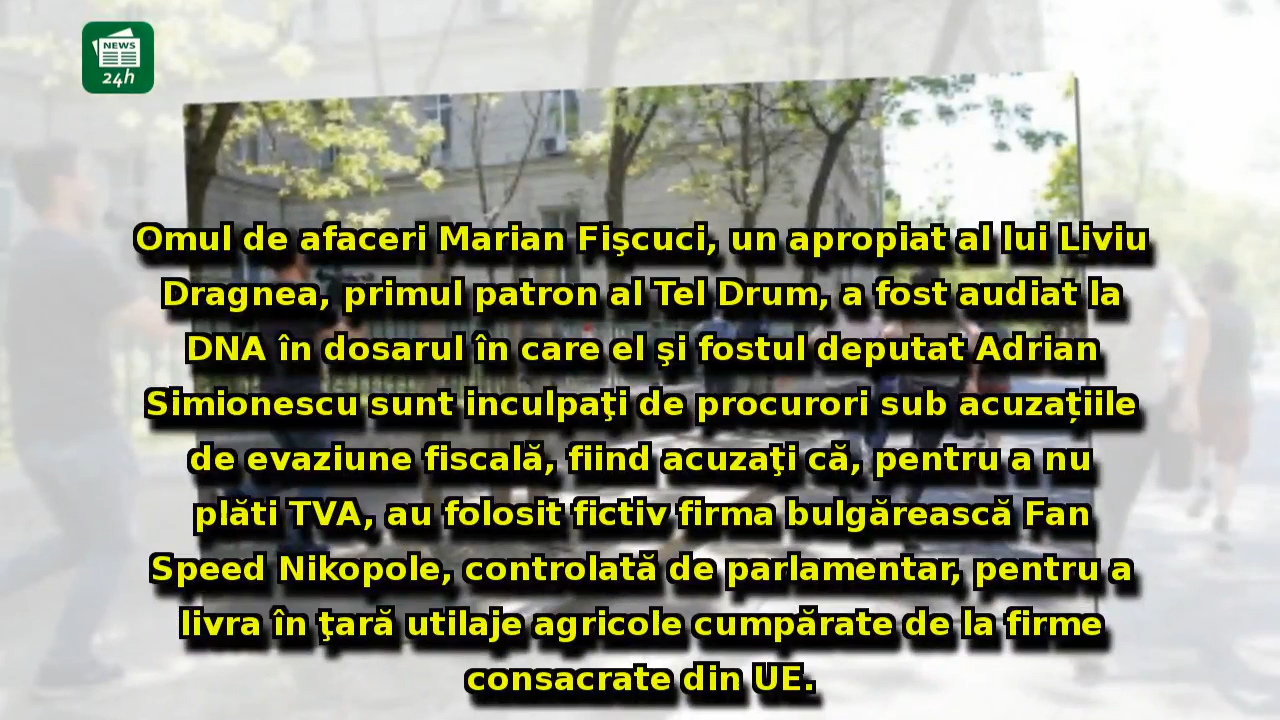 NEWS
24h
Omul de afaceri Marian Fişcuci, un apropiat al lui Liviu
Dragnea, primul patron al Tel Drum, a fost audiat la
DNA în dosarul în care el şi fostul deputat Adrian
Simionescu sunt inculpaţi de procurori sub acuzațiile
de evaziune fiscală, fiind acuzaţi că, pentru a nu
plăti TVA, au folosit fictiv firma bulgărească Fan
Speed Nikopole, controlată de parlamentar, pentru a
livra în ţară utilaje agricole cumpărate de la firme
consacrate din UE.